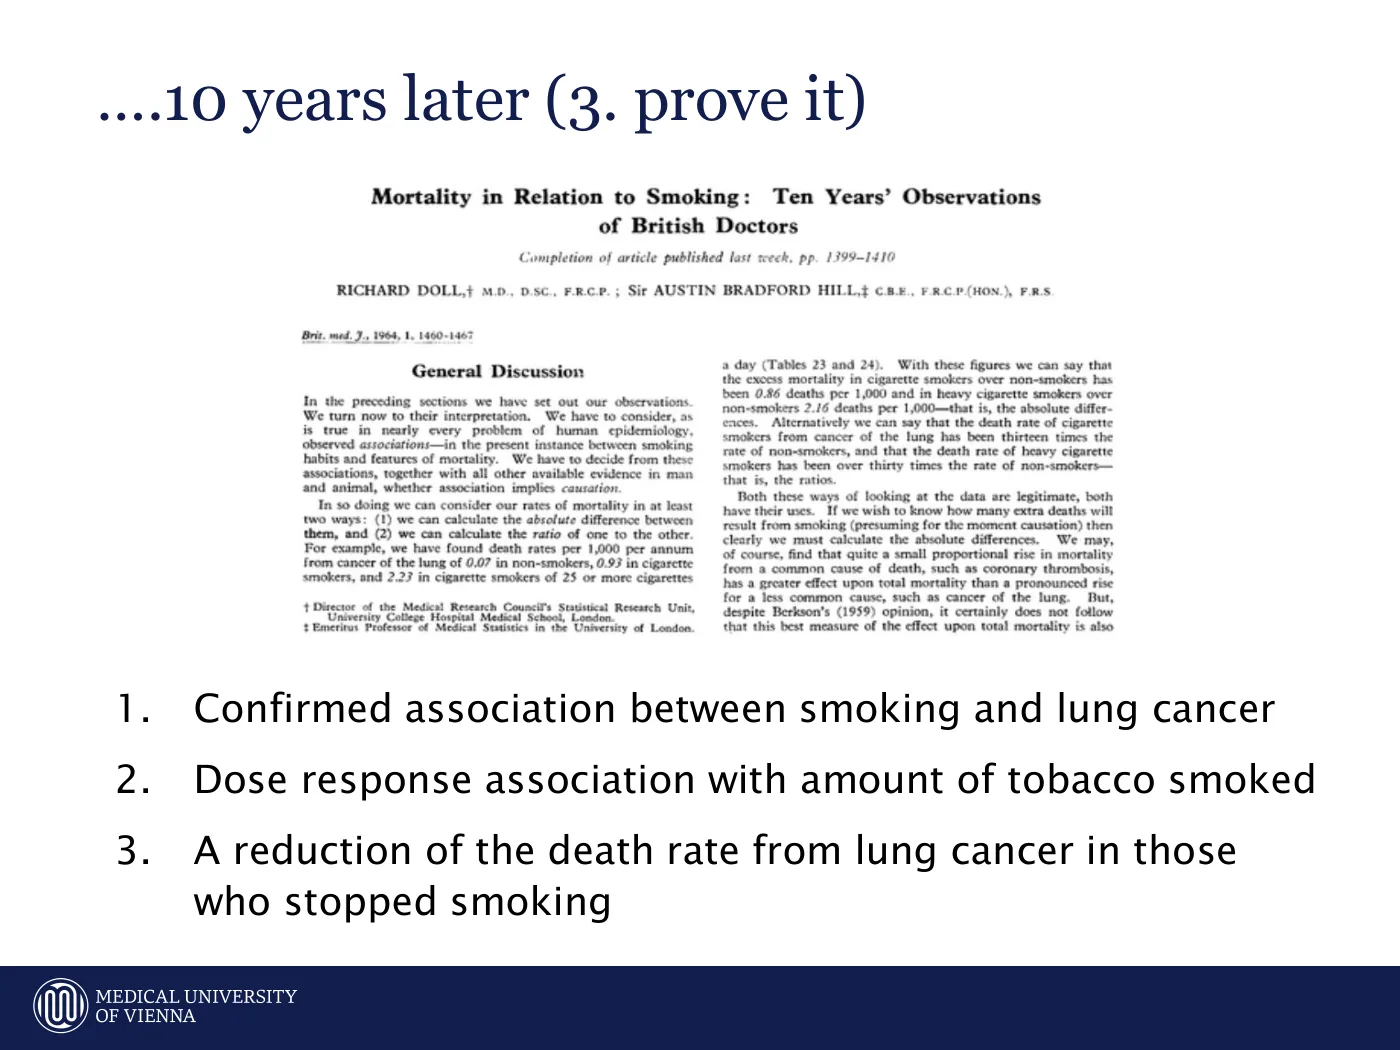 ....10 years later (3. prove it)
Mortality in Relation to Smoking: Ten Years' Observations
of British Doctors
Completion of article published last week, pp. 1399–1410
RICHARD DOLL,† M.D., D.SC., F.R.C.P. ; Sir AUSTIN BRADFORD HILL,‡ C.B.E., F.R.C.P.(HON.), F.R.S.
Brit. med. J., 1964, 1, 1460-1467
General Discussion
In the preceding sections we have set out our observations.
We turn now to their interpretation. We have to consider, as
is true in nearly every problem of human epidemiology,
observed associations—in the present instance between smoking
habits and features of mortality. We have to decide from these
associations, together with all other available evidence in man
and animal, whether association implies causation.
In so doing we can consider our rates of mortality in at least
two ways: (1) we can calculate the absolute difference between
them, and (2) we can calculate the ratio of one to the other.
For example, we have found death rates per 1,000 per annum
from cancer of the lung of 0.07 in non-smokers, 0.93 in cigarette
smokers, and 2.23 in cigarette smokers of 25 or more cigarettes
† Director of the Medical Research Council's Statistical Research Unit,
University College Hospital Medical School, London.
‡ Emeritus Professor of Medical Statistics in the University of London.
a day (Tables 23 and 24). With these figures we can say that
the excess mortality in cigarette smokers over non-smokers has
been 0.86 deaths per 1,000 and in heavy cigarette smokers over
non-smokers 2.16 deaths per 1,000—that is, the absolute differ-
ences. Alternatively we can say that the death rate of cigarette
smokers from cancer of the lung has been thirteen times the
rate of non-smokers, and that the death rate of heavy cigarette
smokers has been over thirty times the rate of non-smokers—
that is, the ratios.
Both these ways of looking at the data are legitimate, both
have their uses. If we wish to know how many extra deaths will
result from smoking (presuming for the moment causation) then
clearly we must calculate the absolute differences. We may,
of course, find that quite a small proportional rise in mortality
from a common cause of death, such as coronary thrombosis,
has a greater effect upon total mortality than a pronounced rise
for a less common cause, such as cancer of the lung. But,
despite Berkson's (1959) opinion, it certainly does not follow
that this best measure of the effect upon total mortality is also
1. Confirmed association between smoking and lung cancer
2. Dose response association with amount of tobacco smoked
3. A reduction of the death rate from lung cancer in those
who stopped smoking
MEDICAL UNIVERSITY
OF VIENNA